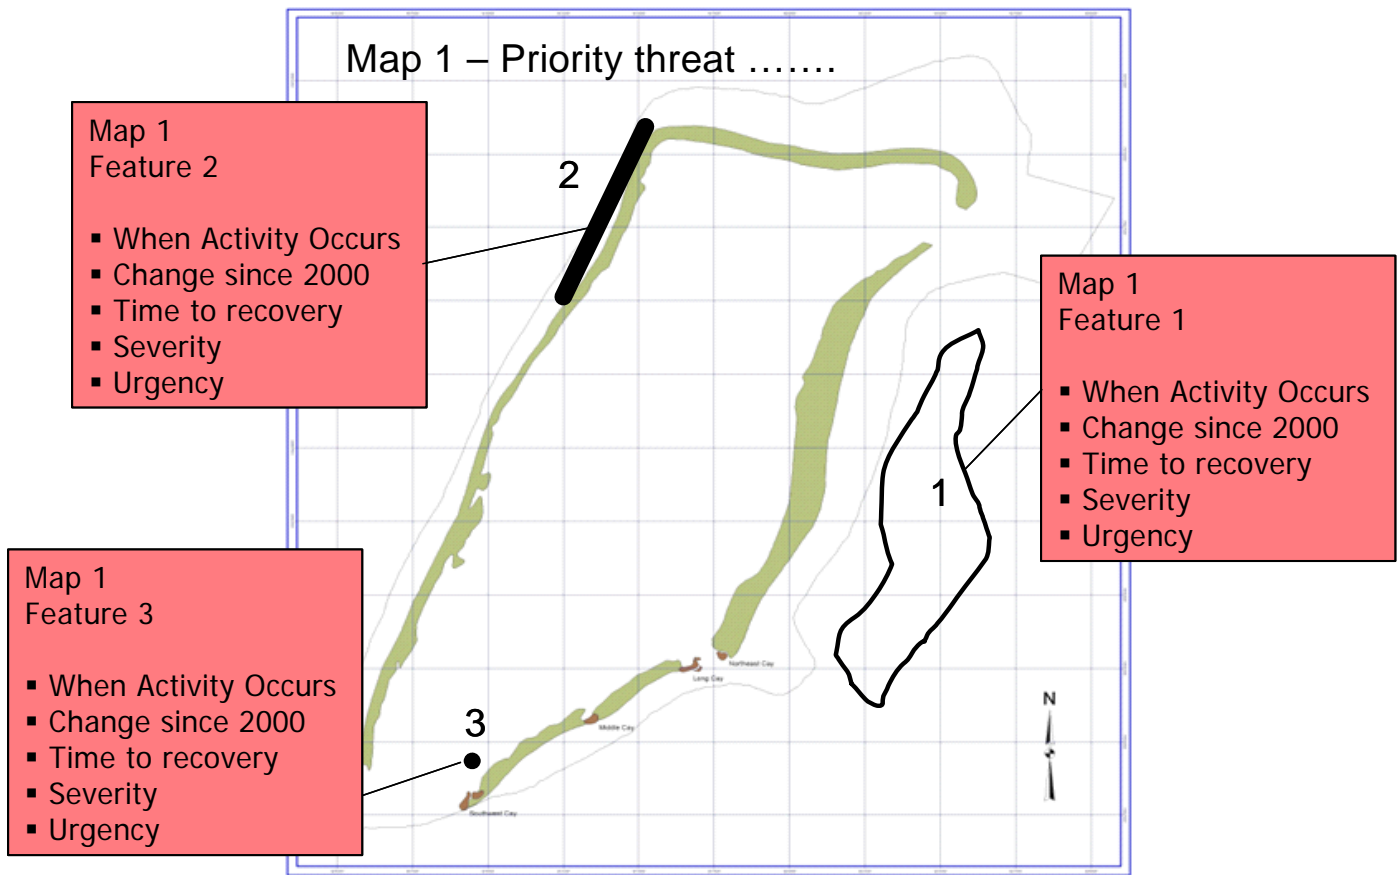 Map 1 – Priority threat .......
Map 1
Feature 2
▪ When Activity Occurs
▪ Change since 2000
▪ Time to recovery
▪ Severity
▪ Urgency
2
Map 1
Feature 1
▪ When Activity Occurs
▪ Change since 2000
▪ Time to recovery
▪ Severity
▪ Urgency
1
Map 1
Feature 3
▪ When Activity Occurs
▪ Change since 2000
▪ Time to recovery
▪ Severity
▪ Urgency
3
Northeast Cay
Long Cay
Middle Cay
Southwest Cay
N